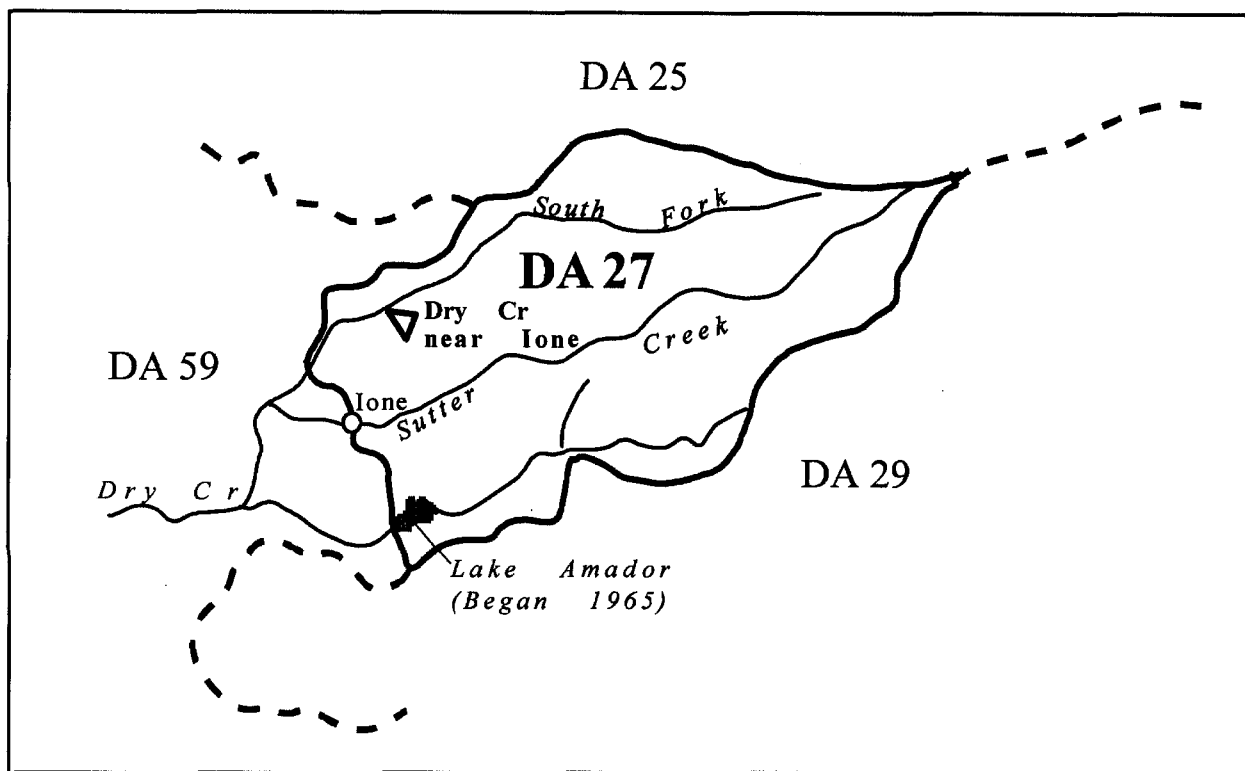 DA 25
South Fork
DA 27
Dry Cr
near Ione
Creek
DA 59
Ione
Sutter
DA 29
Dry Cr
Lake Amador
(Began 1965)